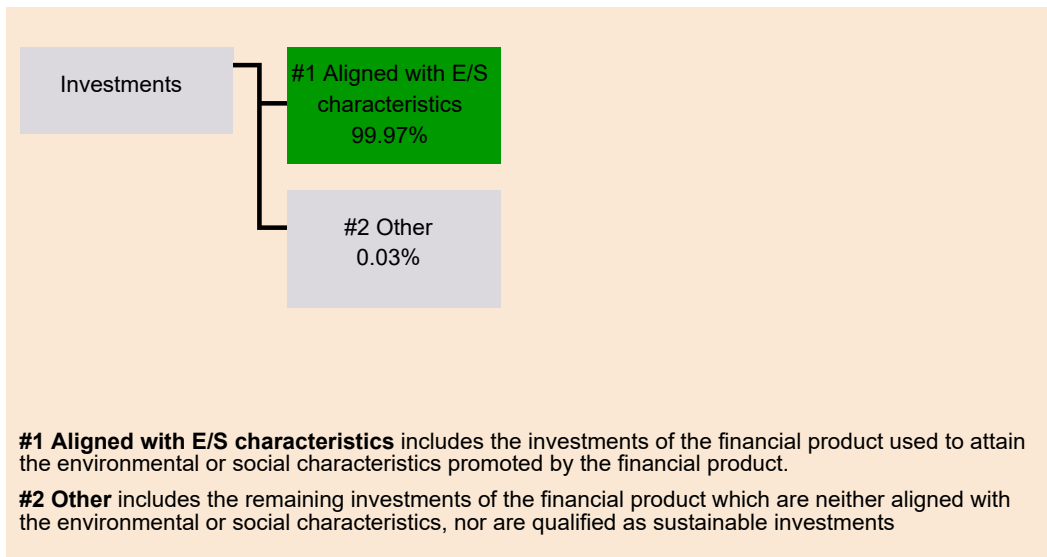 Investments
#1 Aligned with E/S
characteristics
99.97%
#2 Other
0.03%
#1 Aligned with E/S characteristics includes the investments of the financial product used to attain
the environmental or social characteristics promoted by the financial product.
#2 Other includes the remaining investments of the financial product which are neither aligned with
the environmental or social characteristics, nor are qualified as sustainable investments